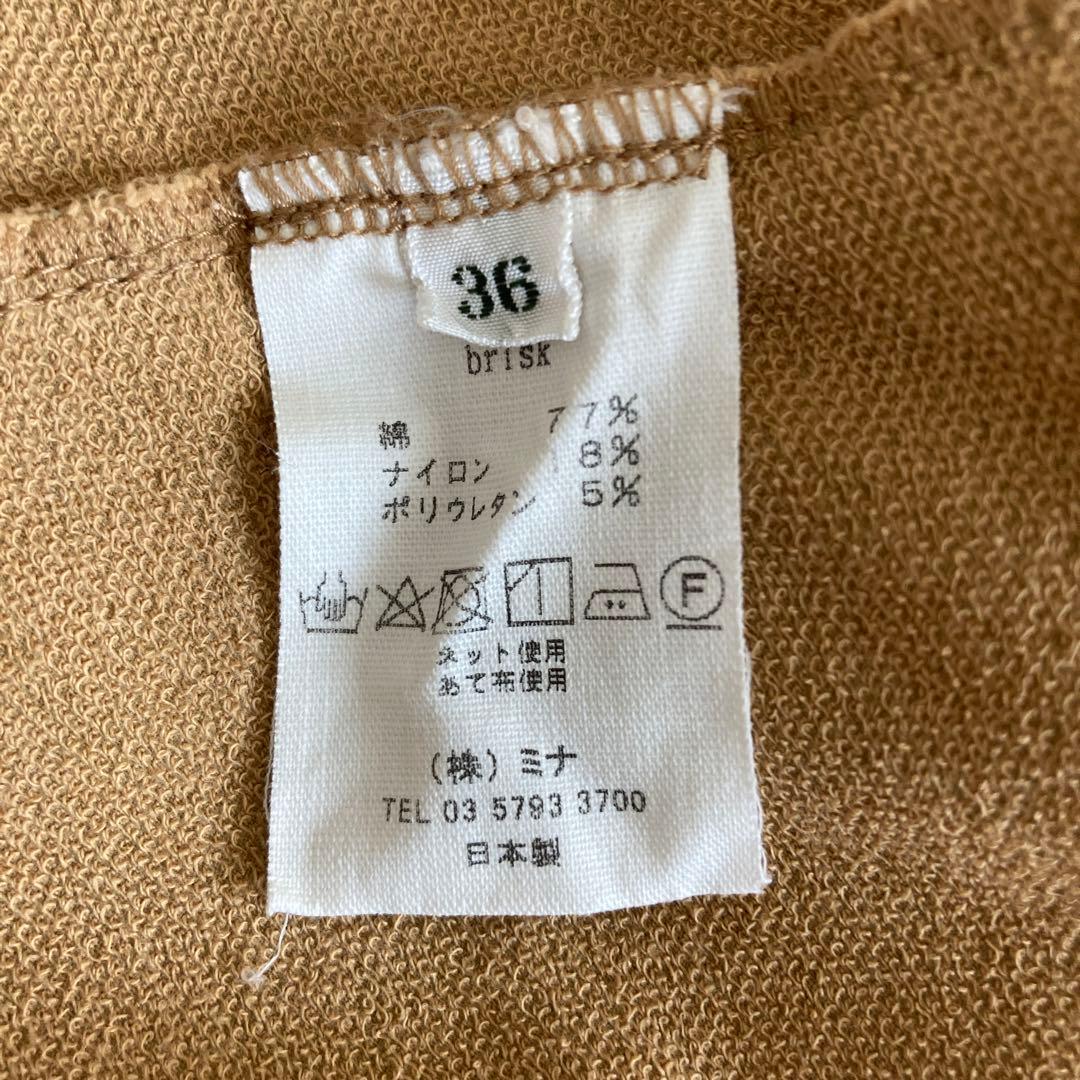 36
brisk
綿 77%
ナイロン 18%
ポリウレタン 5%
1 F
ネット使用
あて布使用
(株) ミナ
TEL 03 5793 3700
日本製